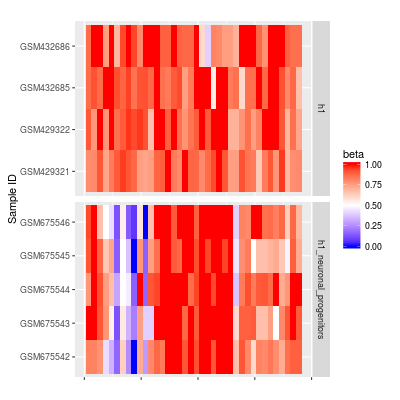 GSM432686
GSM432685
GSM429322
GSM429321
h1
GSM675546
GSM675545
GSM675544
GSM675543
GSM675542
h1_neuronal_progenitors
Sample ID
beta
1.00
0.75
0.50
0.25
0.00